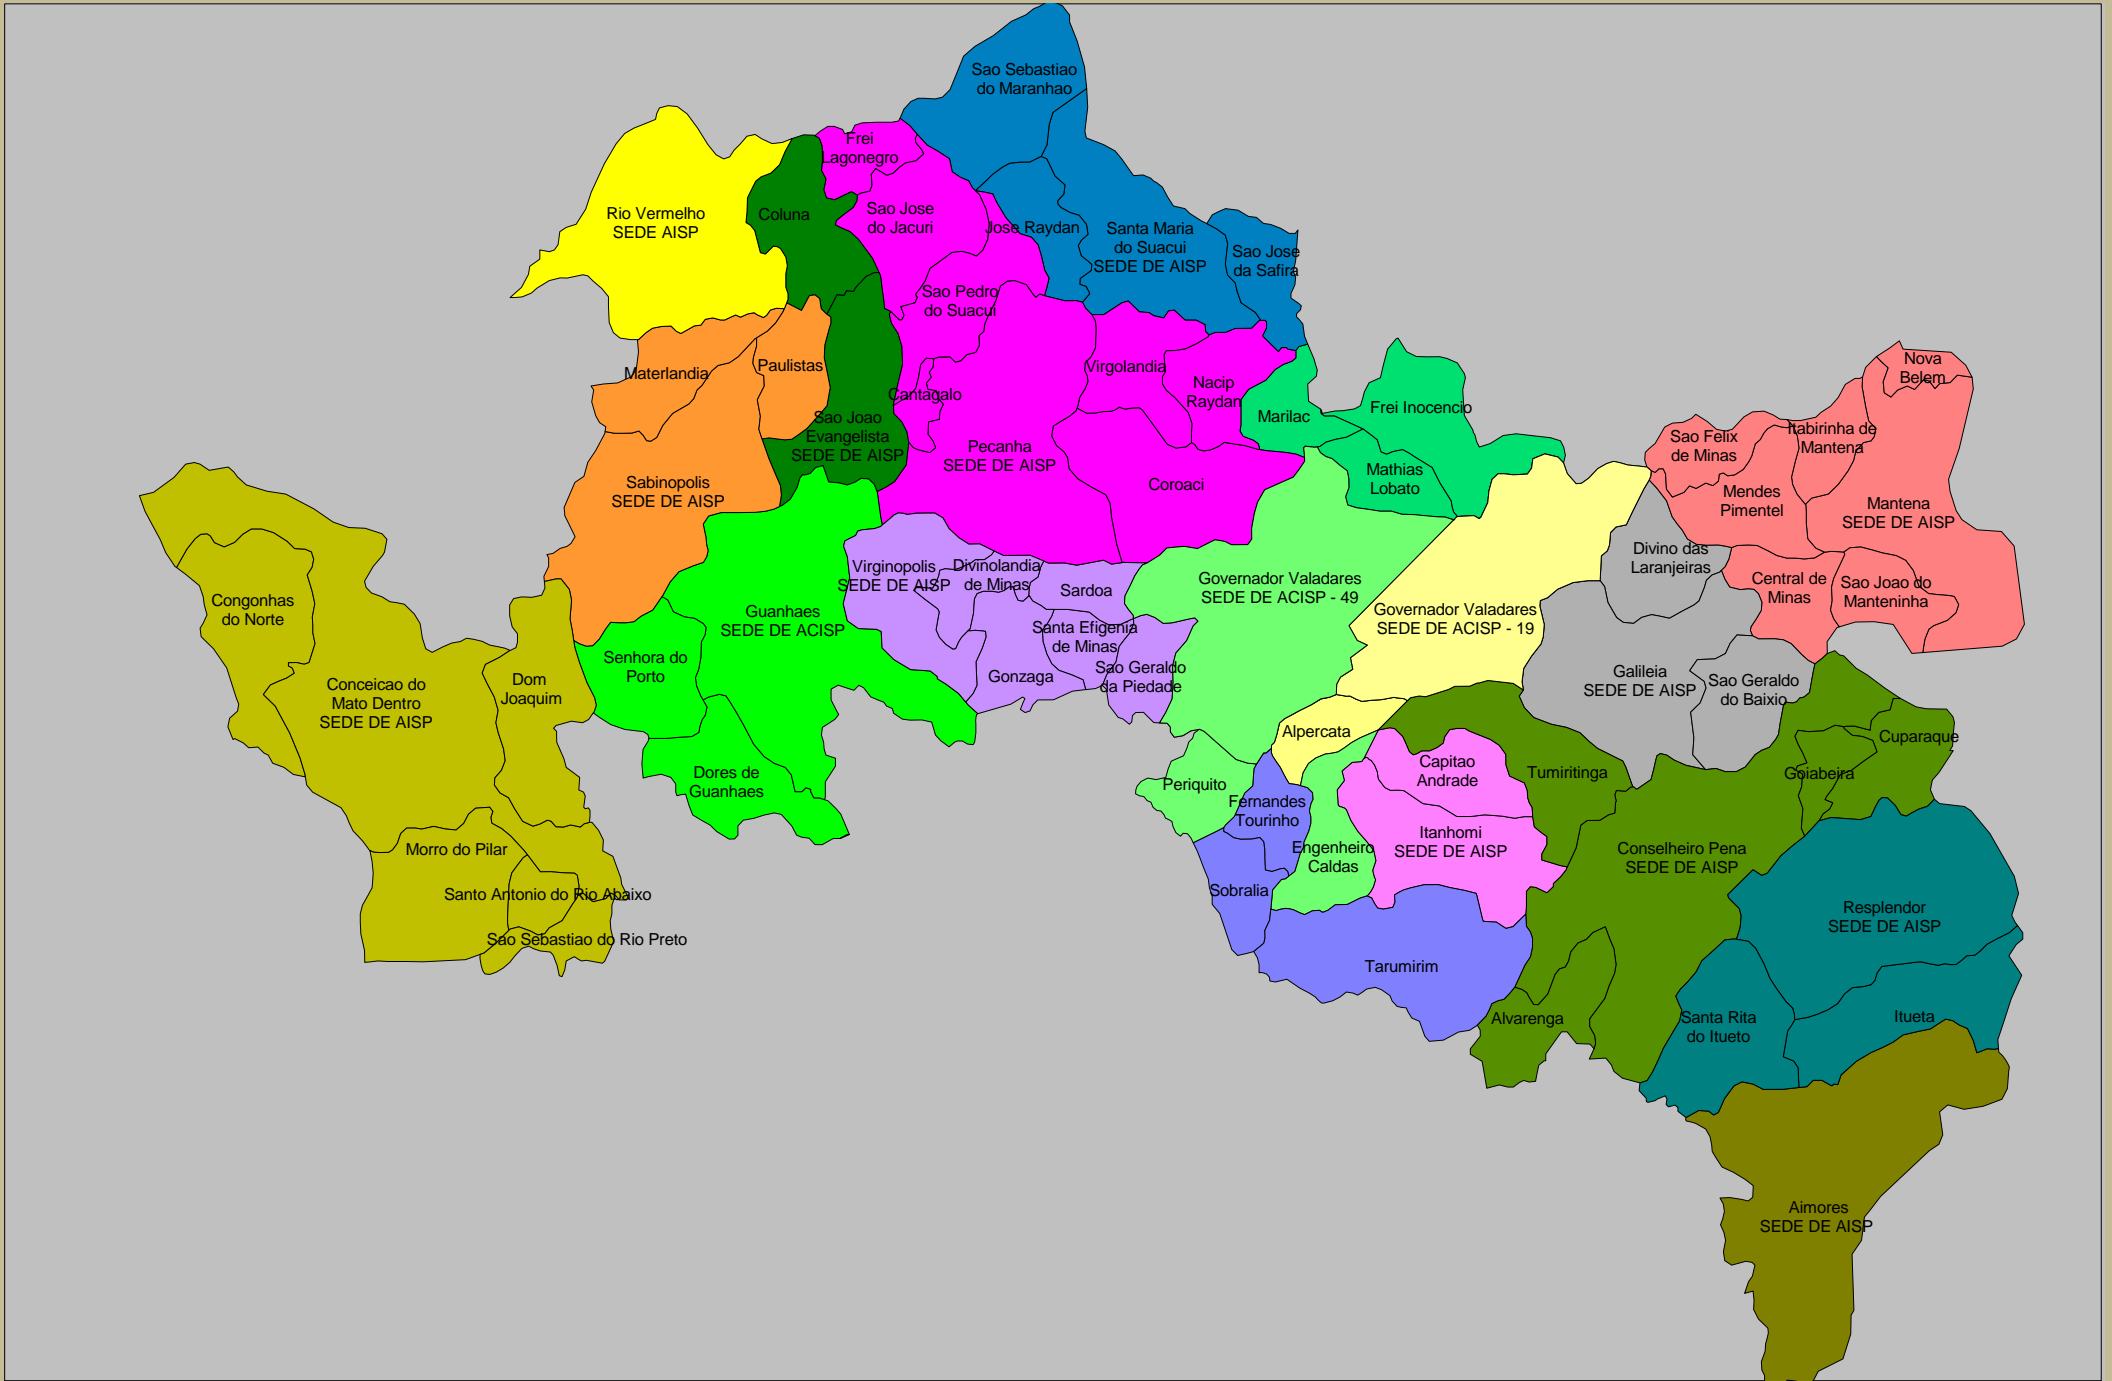 Sao Sebastiao
do Maranhao
Frei
Lagonegro
Rio Vermelho
SEDE AISP
Coluna
Sao Jose
do Jacuri
Jose Raydan
Santa Maria
do Suacui
SEDE DE AISP
Sao Jose
da Safira
Sao Pedro
do Suacui
Materlandia
Paulistas
Cantagalo
Virgolandia
Nacip
Raydan
Marilac
Frei Inocencio
Nova
Belem
Sao Joao
Evangelista
SEDE DE AISP
Pecanha
SEDE DE AISP
Coroaci
Mathias
Lobato
Sao Felix
de Minas
Itabirinha de
Mantena
Mendes
Pimentel
Mantena
SEDE DE AISP
Sabinopolis
SEDE DE AISP
Virginopolis
SEDE DE AISP
Divinolandia
de Minas
Sardoa
Governador Valadares
SEDE DE ACISP - 49
Divino das
Laranjeiras
Central de
Minas
Sao Joao do
Manteninha
Congonhas
do Norte
Guanhaes
SEDE DE ACISP
Santa Efigenia
de Minas
Governador Valadares
SEDE DE ACISP - 19
Senhora do
Porto
Gonzaga
Sao Geraldo
da Piedade
Galileia
SEDE DE AISP
Sao Geraldo
do Baixio
Conceicao do
Mato Dentro
SEDE DE AISP
Dom
Joaquim
Alpercata
Cuparaque
Dores de
Guanhaes
Periquito
Capitao
Andrade
Tumiritinga
Goiabeira
Fernandes
Tourinho
Itanhomi
SEDE DE AISP
Engenheiro
Caldas
Conselheiro Pena
SEDE DE AISP
Morro do Pilar
Santo Antonio do Rio Abaixo
Sobralia
Resplendor
SEDE DE AISP
Sao Sebastiao do Rio Preto
Tarumirim
Alvarenga
Santa Rita
do Itueto
Itueta
Aimores
SEDE DE AISP